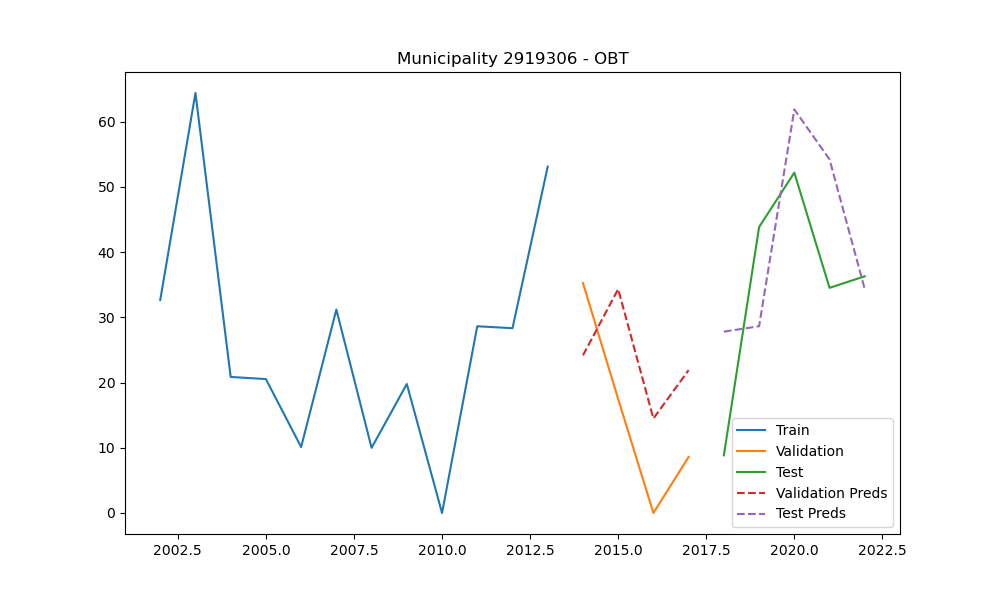 Municipality 2919306 - OBT
60
50
40
30
20
10
0
2002.5 2005.0 2007.5 2010.0 2012.5 2015.0 2017.5 2020.0 2022.5
Train
Validation
Test
Validation Preds
Test Preds